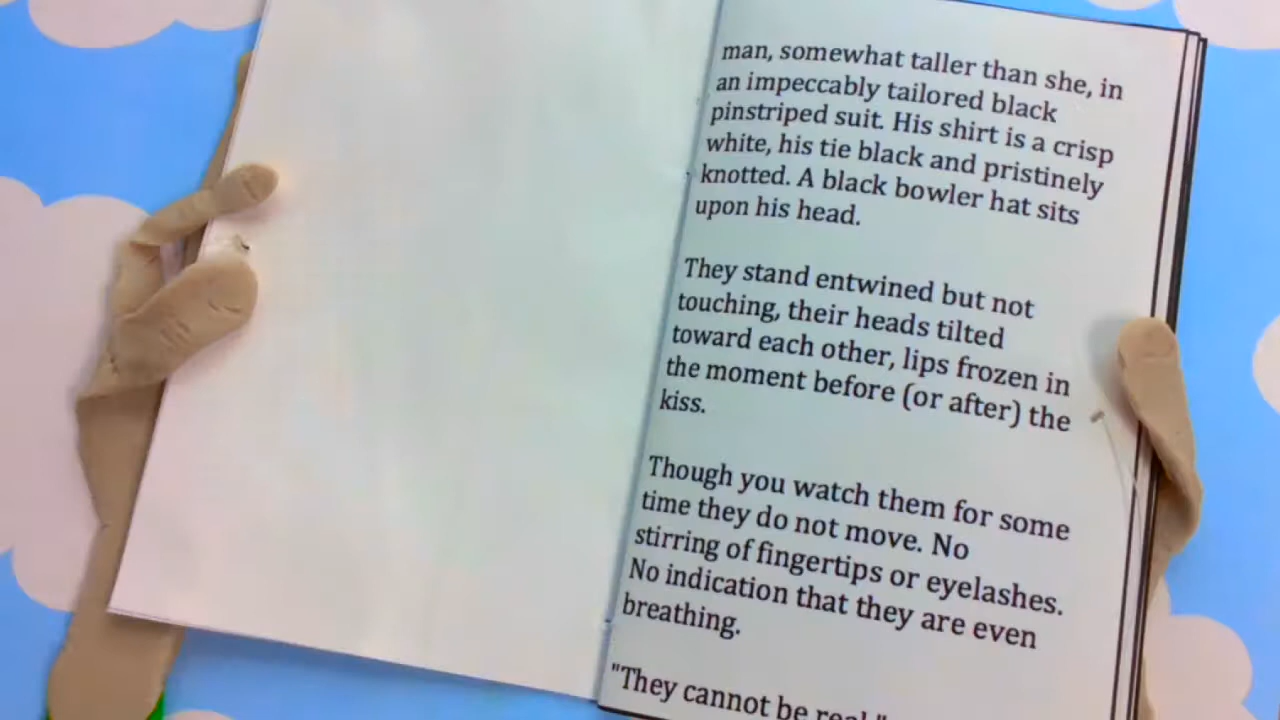 man, somewhat taller than she, in
an impeccably tailored black
pinstriped suit. His shirt is a crisp
white, his tie black and pristinely
knotted. A black bowler hat sits
upon his head.
They stand entwined but not
touching, their heads tilted
toward each other, lips frozen in
the moment before (or after) the
kiss.
Though you watch them for some
time they do not move. No
stirring of fingertips or eyelashes.
No indication that they are even
breathing.
"They cannot be real,"